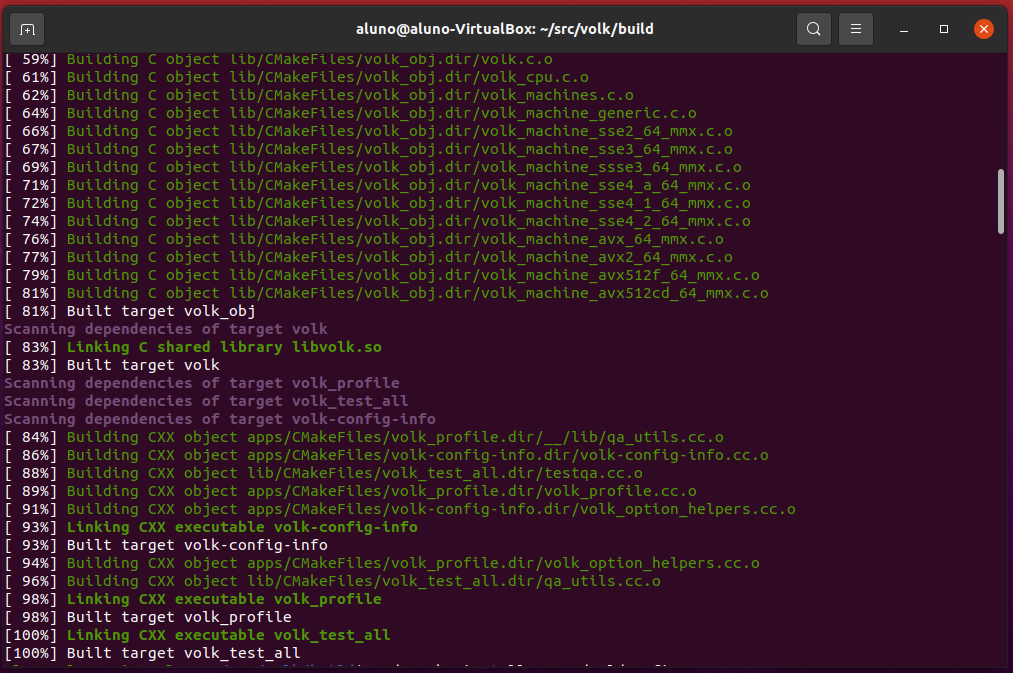 aluno@aluno-VirtualBox: ~/src/volk/build
[ 59%] Building C object lib/CMakeFiles/volk_obj.dir/volk.c.o
[ 61%] Building C object lib/CMakeFiles/volk_obj.dir/volk_cpu.c.o
[ 62%] Building C object lib/CMakeFiles/volk_obj.dir/volk_machines.c.o
[ 64%] Building C object lib/CMakeFiles/volk_obj.dir/volk_machine_generic.c.o
[ 66%] Building C object lib/CMakeFiles/volk_obj.dir/volk_machine_sse2_64_mmx.c.o
[ 67%] Building C object lib/CMakeFiles/volk_obj.dir/volk_machine_sse3_64_mmx.c.o
[ 69%] Building C object lib/CMakeFiles/volk_obj.dir/volk_machine_ssse3_64_mmx.c.o
[ 71%] Building C object lib/CMakeFiles/volk_obj.dir/volk_machine_sse4_a_64_mmx.c.o
[ 72%] Building C object lib/CMakeFiles/volk_obj.dir/volk_machine_sse4_1_64_mmx.c.o
[ 74%] Building C object lib/CMakeFiles/volk_obj.dir/volk_machine_sse4_2_64_mmx.c.o
[ 76%] Building C object lib/CMakeFiles/volk_obj.dir/volk_machine_avx_64_mmx.c.o
[ 77%] Building C object lib/CMakeFiles/volk_obj.dir/volk_machine_avx2_64_mmx.c.o
[ 79%] Building C object lib/CMakeFiles/volk_obj.dir/volk_machine_avx512f_64_mmx.c.o
[ 81%] Building C object lib/CMakeFiles/volk_obj.dir/volk_machine_avx512cd_64_mmx.c.o
[ 81%] Built target volk_obj
Scanning dependencies of target volk
[ 83%] Linking C shared library libvolk.so
[ 83%] Built target volk
Scanning dependencies of target volk_profile
Scanning dependencies of target volk_test_all
Scanning dependencies of target volk-config-info
[ 84%] Building CXX object apps/CMakeFiles/volk_profile.dir/__/lib/qa_utils.cc.o
[ 86%] Building CXX object apps/CMakeFiles/volk-config-info.dir/volk-config-info.cc.o
[ 88%] Building CXX object lib/CMakeFiles/volk_test_all.dir/testqa.cc.o
[ 89%] Building CXX object apps/CMakeFiles/volk_profile.dir/volk_profile.cc.o
[ 91%] Building CXX object apps/CMakeFiles/volk-config-info.dir/volk_option_helpers.cc.o
[ 93%] Linking CXX executable volk-config-info
[ 93%] Built target volk-config-info
[ 94%] Building CXX object apps/CMakeFiles/volk_profile.dir/volk_option_helpers.cc.o
[ 96%] Building CXX object lib/CMakeFiles/volk_test_all.dir/qa_utils.cc.o
[ 98%] Linking CXX executable volk_profile
[ 98%] Built target volk_profile
[100%] Linking CXX executable volk_test_all
[100%] Built target volk_test_all